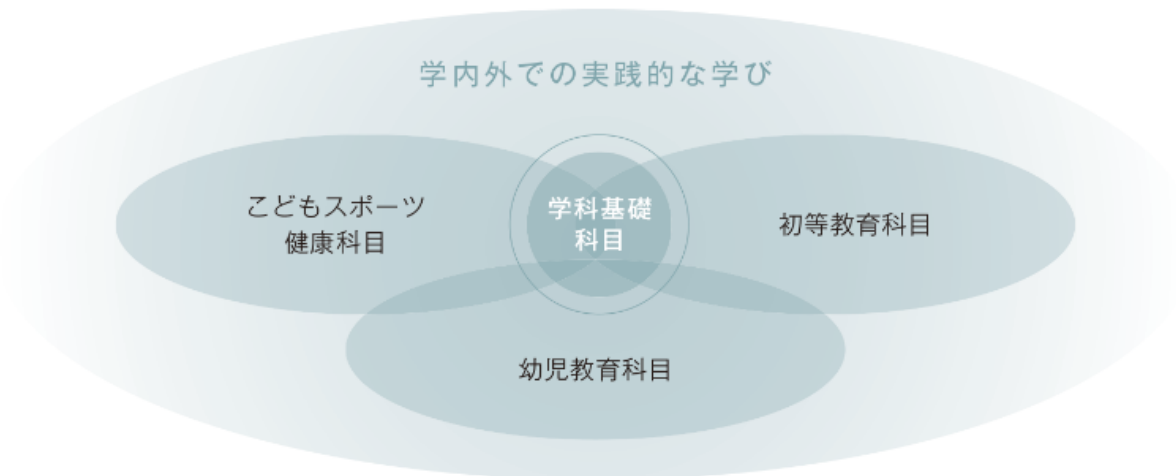 学内外での実践的な学び
こどもスポーツ
健康科目
学科基礎
科目
初等教育科目
幼児教育科目